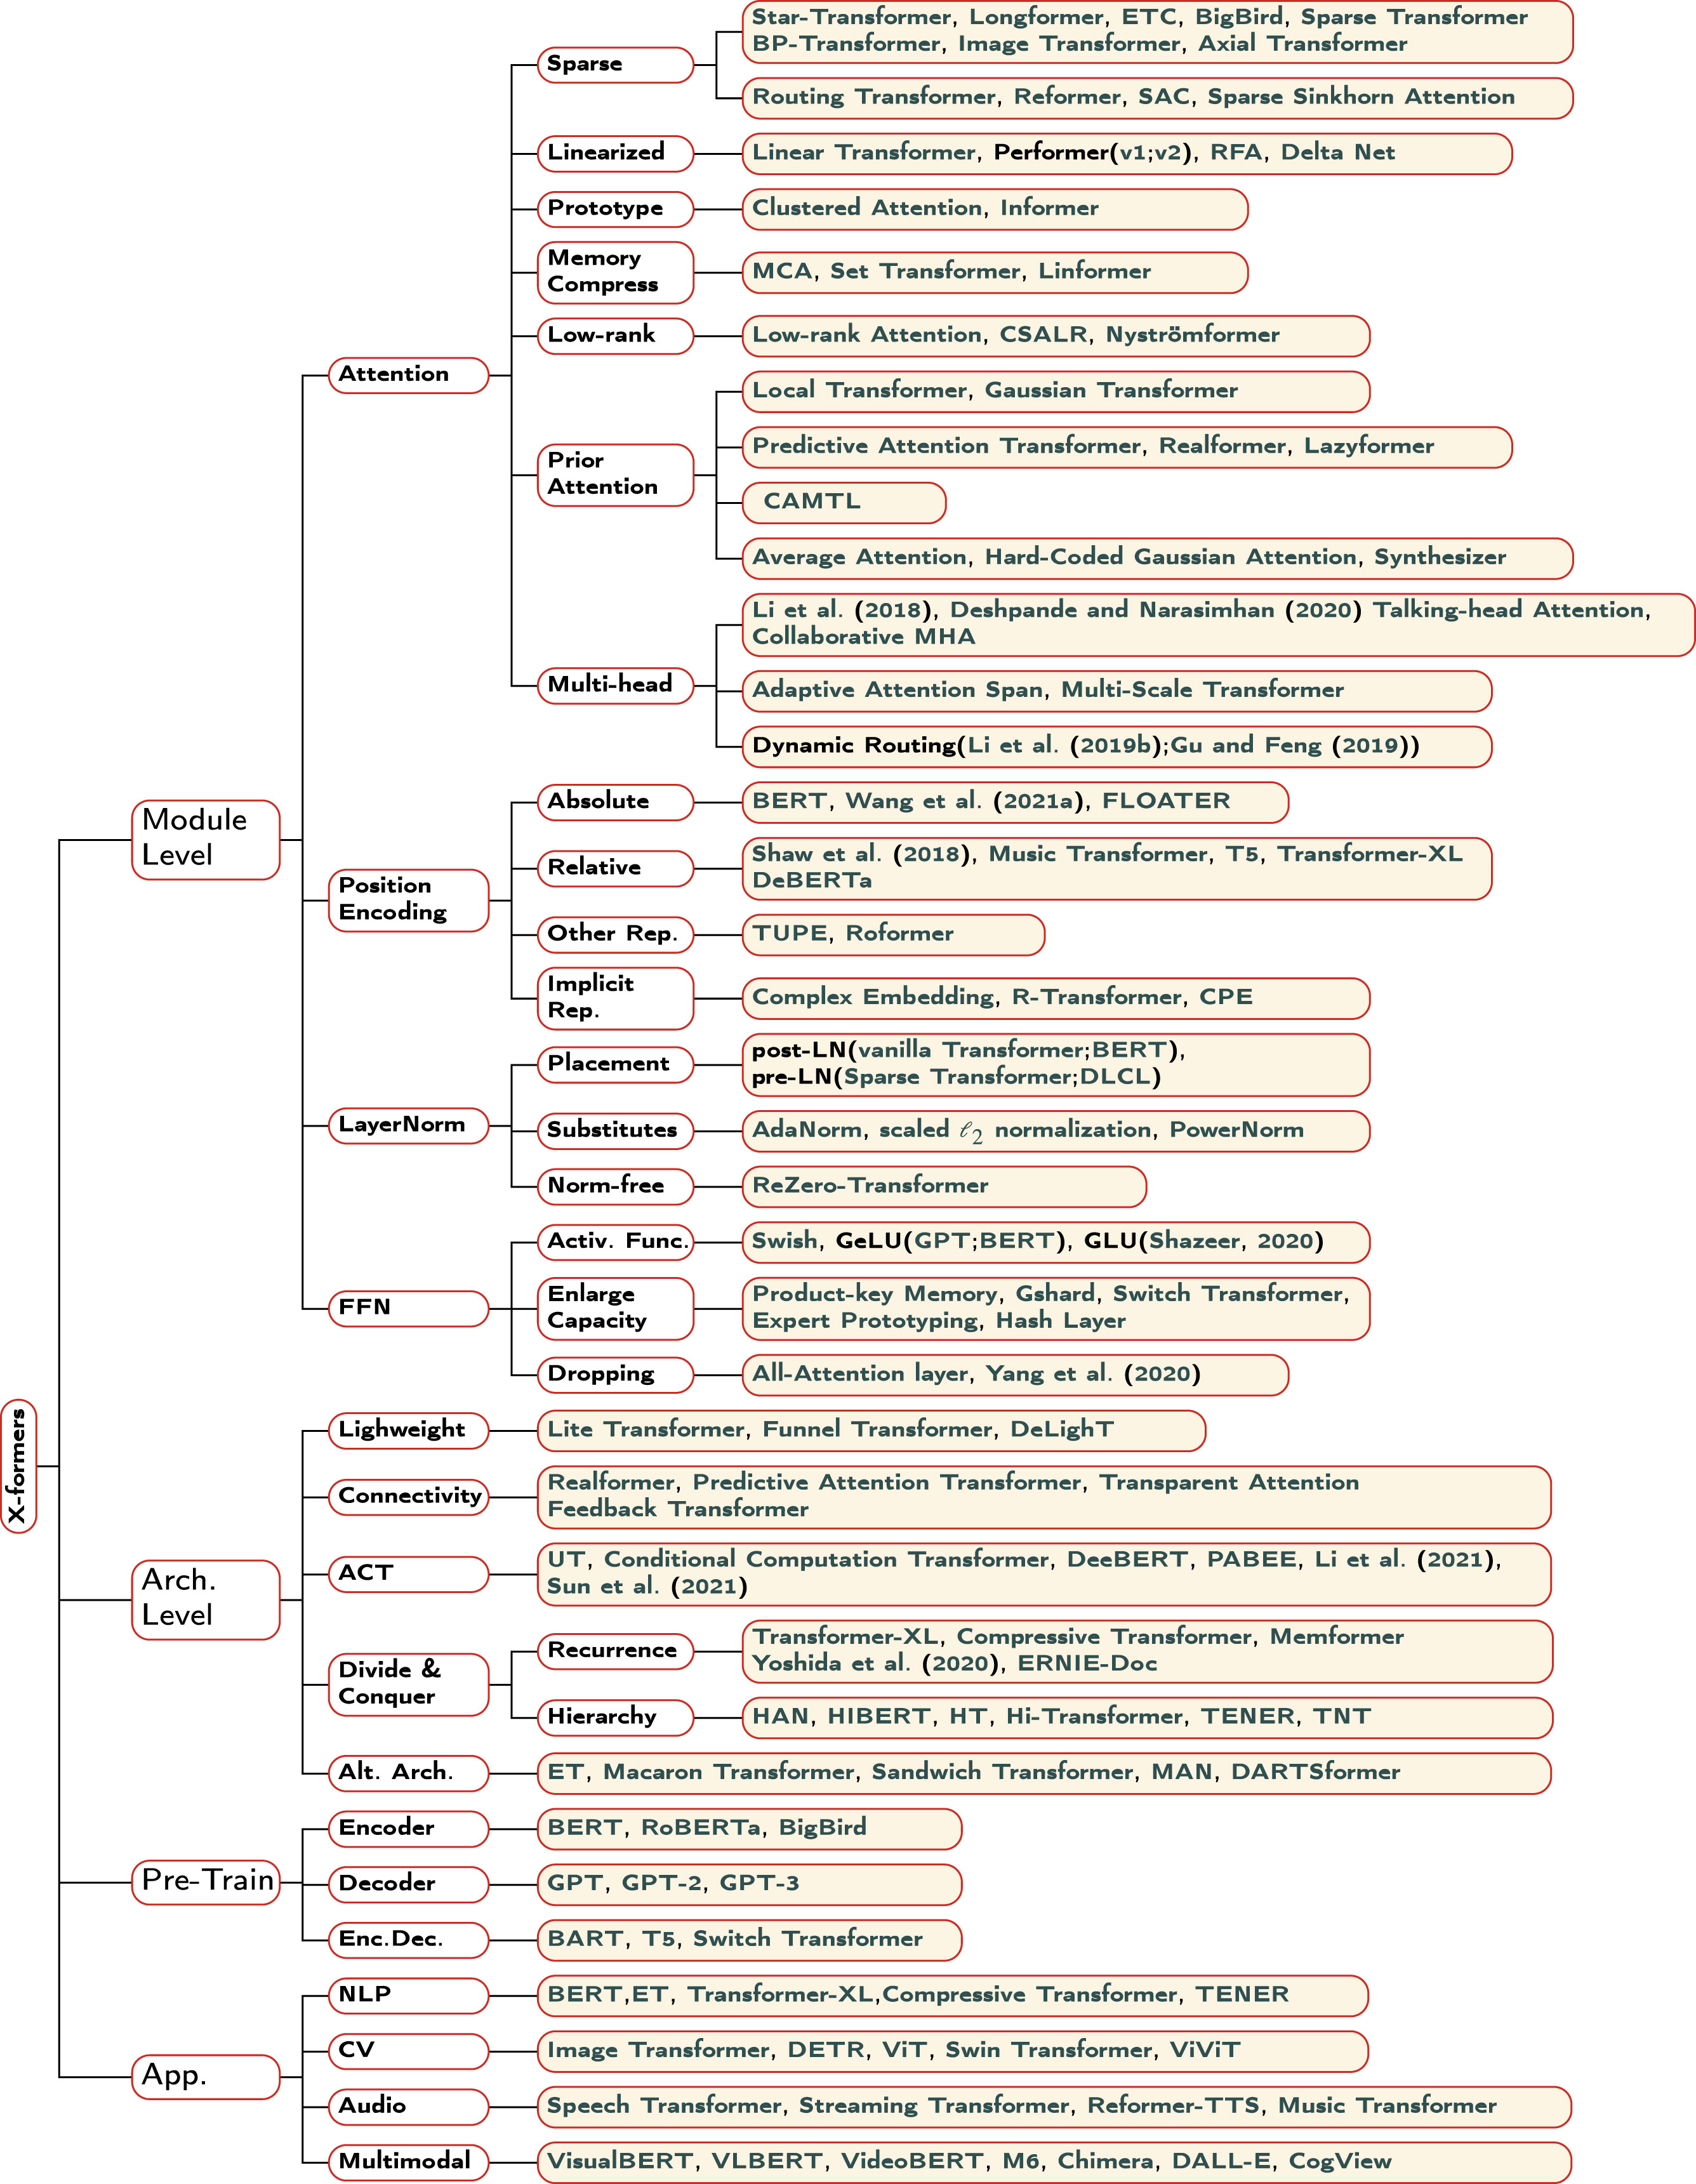 X-formers
Module
Level
Attention
Sparse
Star-Transformer, Longformer, ETC, BigBird, Sparse Transformer
BP-Transformer, Image Transformer, Axial Transformer
Routing Transformer, Reformer, SAC, Sparse Sinkhorn Attention
Linearized
Linear Transformer, Performer(v1;v2), RFA, Delta Net
Prototype
Clustered Attention, Informer
Memory
Compress
MCA, Set Transformer, Linformer
Low-rank
Low-rank Attention, CSALR, Nyströmformer
Prior
Attention
Local Transformer, Gaussian Transformer
Predictive Attention Transformer, Realformer, Lazyformer
CAMTL
Average Attention, Hard-Coded Gaussian Attention, Synthesizer
Multi-head
Li et al. (2018), Deshpande and Narasimhan (2020) Talking-head Attention,
Collaborative MHA
Adaptive Attention Span, Multi-Scale Transformer
Dynamic Routing(Li et al. (2019b);Gu and Feng (2019))
Position
Encoding
Absolute
BERT, Wang et al. (2021a), FLOATER
Relative
Shaw et al. (2018), Music Transformer, T5, Transformer-XL
DeBERTa
Other Rep.
TUPE, Roformer
Implicit
Rep.
Complex Embedding, R-Transformer, CPE
LayerNorm
Placement
post-LN(vanilla Transformer;BERT),
pre-LN(Sparse Transformer;DLCL)
Substitutes
AdaNorm, scaled ℓ2 normalization, PowerNorm
Norm-free
ReZero-Transformer
FFN
Activ. Func.
Swish, GeLU(GPT;BERT), GLU(Shazeer, 2020)
Enlarge
Capacity
Product-key Memory, Gshard, Switch Transformer,
Expert Prototyping, Hash Layer
Dropping
All-Attention layer, Yang et al. (2020)
Arch.
Level
Lighweight
Lite Transformer, Funnel Transformer, DeLighT
Connectivity
Realformer, Predictive Attention Transformer, Transparent Attention
Feedback Transformer
ACT
UT, Conditional Computation Transformer, DeeBERT, PABEE, Li et al. (2021),
Sun et al. (2021)
Divide &
Conquer
Recurrence
Transformer-XL, Compressive Transformer, Memformer
Yoshida et al. (2020), ERNIE-Doc
Hierarchy
HAN, HIBERT, HT, Hi-Transformer, TENER, TNT
Alt. Arch.
ET, Macaron Transformer, Sandwich Transformer, MAN, DARTSformer
Pre-Train
Encoder
BERT, RoBERTa, BigBird
Decoder
GPT, GPT-2, GPT-3
Enc.Dec.
BART, T5, Switch Transformer
App.
NLP
BERT,ET, Transformer-XL,Compressive Transformer, TENER
CV
Image Transformer, DETR, ViT, Swin Transformer, ViViT
Audio
Speech Transformer, Streaming Transformer, Reformer-TTS, Music Transformer
Multimodal
VisualBERT, VLBERT, VideoBERT, M6, Chimera, DALL-E, CogView